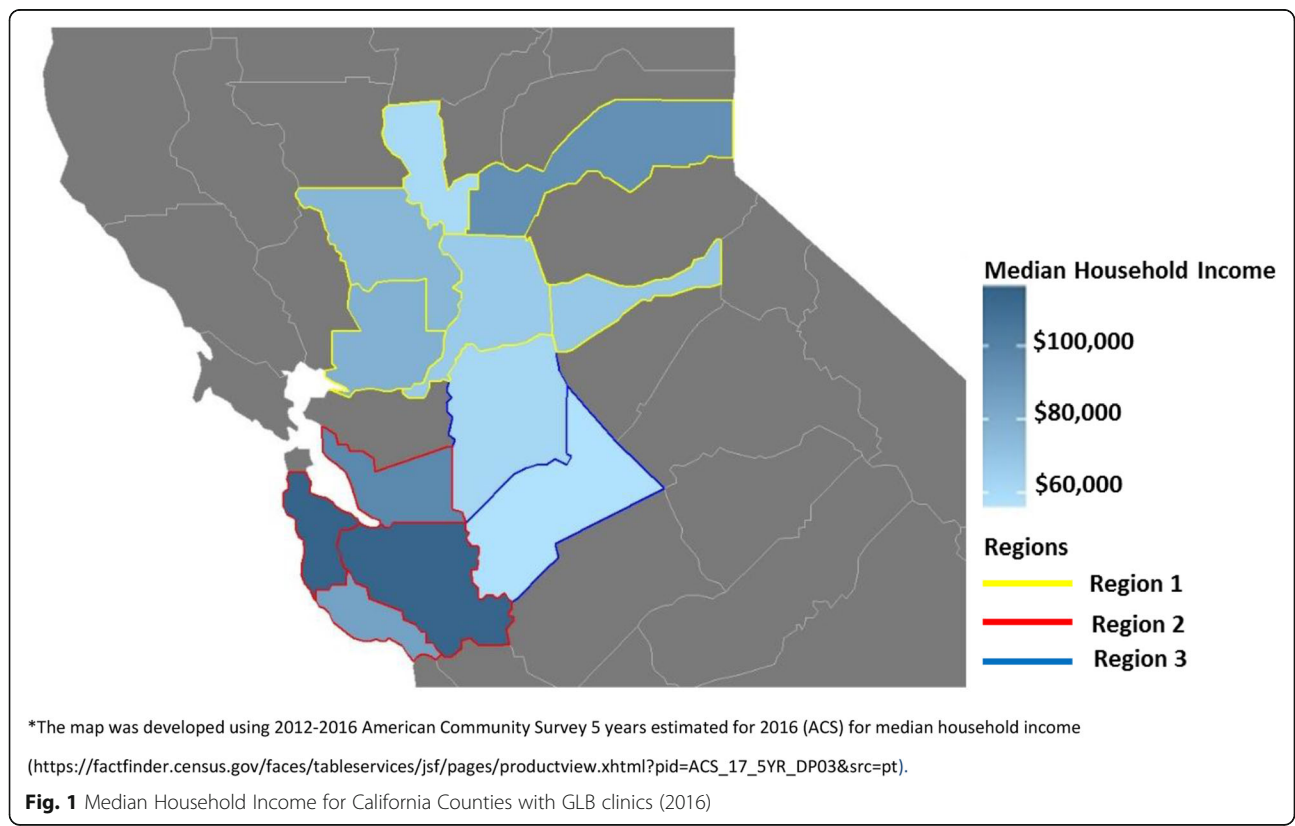 Median Household Income
$100,000
$80,000
$60,000
Regions
Region 1
Region 2
Region 3
*The map was developed using 2012-2016 American Community Survey 5 years estimated for 2016 (ACS) for median household income
(https://factfinder.census.gov/faces/tableservices/jsf/pages/productview.xhtml?pid=ACS_17_5YR_DP03&src=pt).
Fig. 1 Median Household Income for California Counties with GLB clinics (2016)